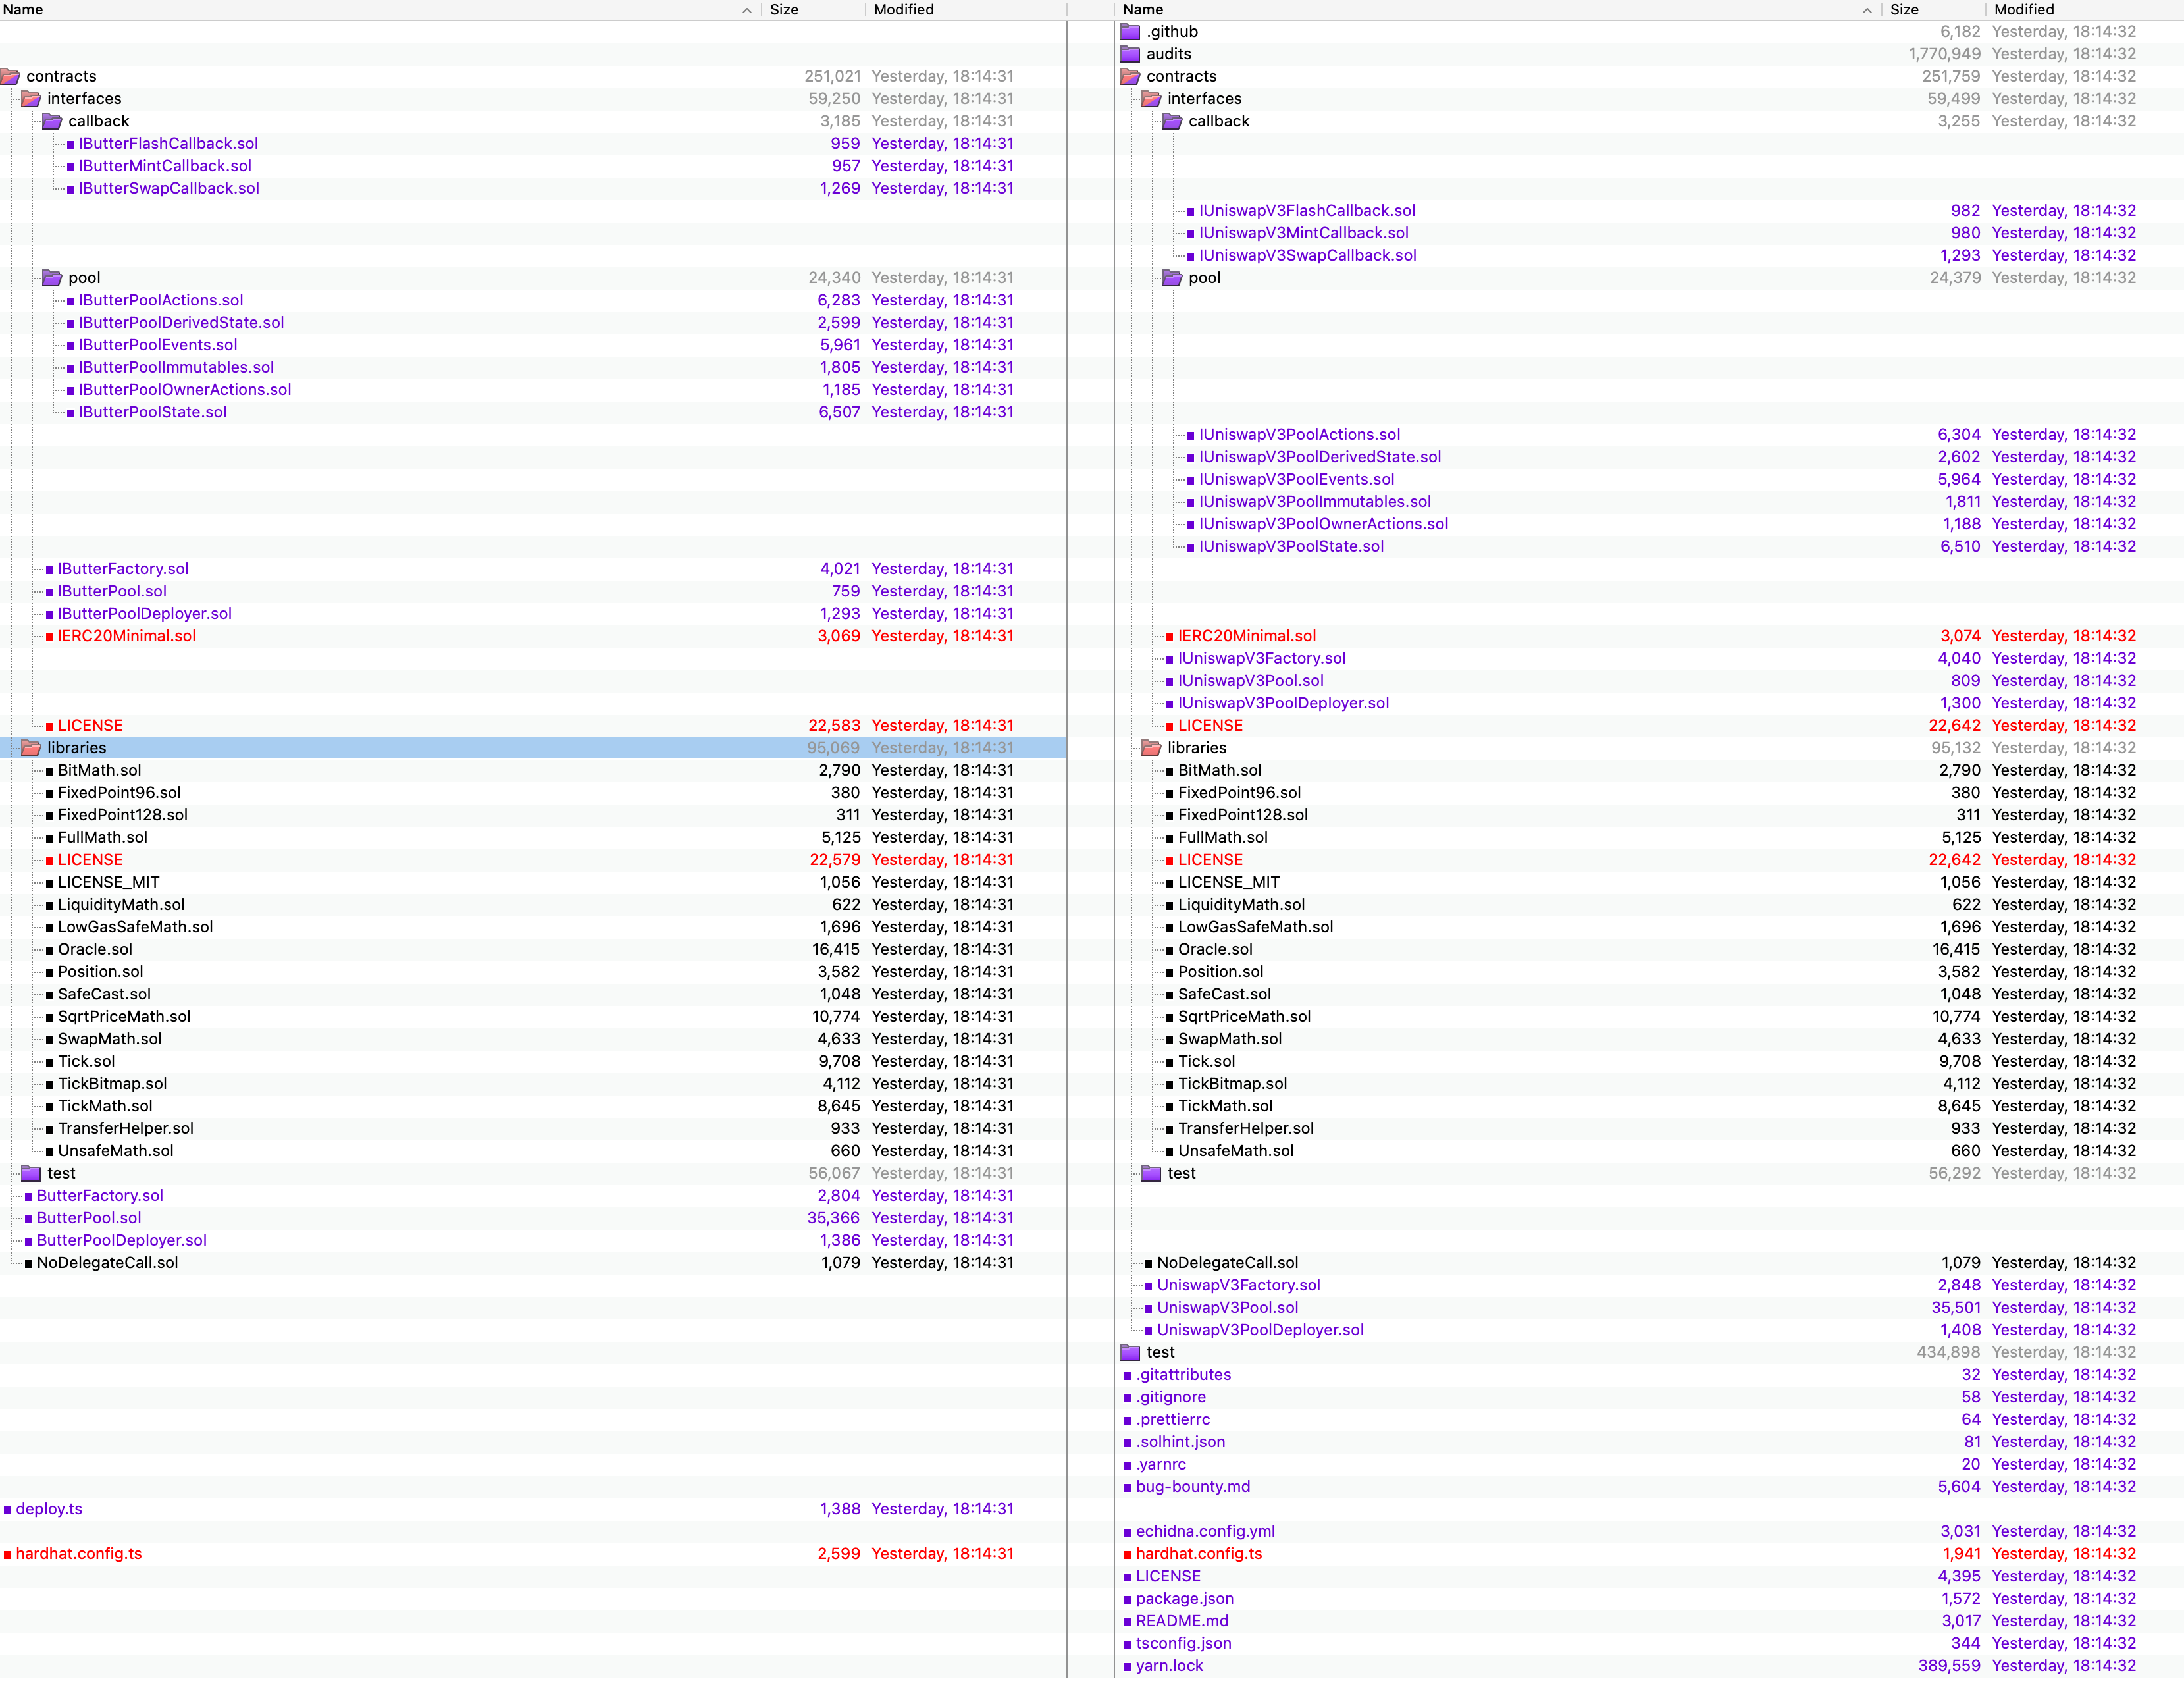 Name Size Modified Name Size Modified
.github 6,182 Yesterday, 18:14:32
audits 1,770,949 Yesterday, 18:14:32
contracts 251,021 Yesterday, 18:14:31 contracts 251,759 Yesterday, 18:14:32
interfaces 59,250 Yesterday, 18:14:31 interfaces 59,499 Yesterday, 18:14:32
callback 3,185 Yesterday, 18:14:31 callback 3,255 Yesterday, 18:14:32
IButterFlashCallback.sol 959 Yesterday, 18:14:31
IButterMintCallback.sol 957 Yesterday, 18:14:31
IButterSwapCallback.sol 1,269 Yesterday, 18:14:31
IUniswapV3FlashCallback.sol 982 Yesterday, 18:14:32
IUniswapV3MintCallback.sol 980 Yesterday, 18:14:32
IUniswapV3SwapCallback.sol 1,293 Yesterday, 18:14:32
pool 24,340 Yesterday, 18:14:31 pool 24,379 Yesterday, 18:14:32
IButterPoolActions.sol 6,283 Yesterday, 18:14:31
IButterPoolDerivedState.sol 2,599 Yesterday, 18:14:31
IButterPoolEvents.sol 5,961 Yesterday, 18:14:31
IButterPoolImmutables.sol 1,805 Yesterday, 18:14:31
IButterPoolOwnerActions.sol 1,185 Yesterday, 18:14:31
IButterPoolState.sol 6,507 Yesterday, 18:14:31
IUniswapV3PoolActions.sol 6,304 Yesterday, 18:14:32
IUniswapV3PoolDerivedState.sol 2,602 Yesterday, 18:14:32
IUniswapV3PoolEvents.sol 5,964 Yesterday, 18:14:32
IUniswapV3PoolImmutables.sol 1,811 Yesterday, 18:14:32
IUniswapV3PoolOwnerActions.sol 1,188 Yesterday, 18:14:32
IUniswapV3PoolState.sol 6,510 Yesterday, 18:14:32
IButterFactory.sol 4,021 Yesterday, 18:14:31
IButterPool.sol 759 Yesterday, 18:14:31
IButterPoolDeployer.sol 1,293 Yesterday, 18:14:31
IERC20Minimal.sol 3,069 Yesterday, 18:14:31 IERC20Minimal.sol 3,074 Yesterday, 18:14:32
IUniswapV3Factory.sol 4,040 Yesterday, 18:14:32
IUniswapV3Pool.sol 809 Yesterday, 18:14:32
IUniswapV3PoolDeployer.sol 1,300 Yesterday, 18:14:32
LICENSE 22,583 Yesterday, 18:14:31 LICENSE 22,642 Yesterday, 18:14:32
libraries 95,069 Yesterday, 18:14:31 libraries 95,132 Yesterday, 18:14:32
BitMath.sol 2,790 Yesterday, 18:14:31 BitMath.sol 2,790 Yesterday, 18:14:32
FixedPoint96.sol 380 Yesterday, 18:14:31 FixedPoint96.sol 380 Yesterday, 18:14:32
FixedPoint128.sol 311 Yesterday, 18:14:31 FixedPoint128.sol 311 Yesterday, 18:14:32
FullMath.sol 5,125 Yesterday, 18:14:31 FullMath.sol 5,125 Yesterday, 18:14:32
LICENSE 22,579 Yesterday, 18:14:31 LICENSE 22,642 Yesterday, 18:14:32
LICENSE_MIT 1,056 Yesterday, 18:14:31 LICENSE_MIT 1,056 Yesterday, 18:14:32
LiquidityMath.sol 622 Yesterday, 18:14:31 LiquidityMath.sol 622 Yesterday, 18:14:32
LowGasSafeMath.sol 1,696 Yesterday, 18:14:31 LowGasSafeMath.sol 1,696 Yesterday, 18:14:32
Oracle.sol 16,415 Yesterday, 18:14:31 Oracle.sol 16,415 Yesterday, 18:14:32
Position.sol 3,582 Yesterday, 18:14:31 Position.sol 3,582 Yesterday, 18:14:32
SafeCast.sol 1,048 Yesterday, 18:14:31 SafeCast.sol 1,048 Yesterday, 18:14:32
SqrtPriceMath.sol 10,774 Yesterday, 18:14:31 SqrtPriceMath.sol 10,774 Yesterday, 18:14:32
SwapMath.sol 4,633 Yesterday, 18:14:31 SwapMath.sol 4,633 Yesterday, 18:14:32
Tick.sol 9,708 Yesterday, 18:14:31 Tick.sol 9,708 Yesterday, 18:14:32
TickBitmap.sol 4,112 Yesterday, 18:14:31 TickBitmap.sol 4,112 Yesterday, 18:14:32
TickMath.sol 8,645 Yesterday, 18:14:31 TickMath.sol 8,645 Yesterday, 18:14:32
TransferHelper.sol 933 Yesterday, 18:14:31 TransferHelper.sol 933 Yesterday, 18:14:32
UnsafeMath.sol 660 Yesterday, 18:14:31 UnsafeMath.sol 660 Yesterday, 18:14:32
test 56,067 Yesterday, 18:14:31 test 56,292 Yesterday, 18:14:32
ButterFactory.sol 2,804 Yesterday, 18:14:31
ButterPool.sol 35,366 Yesterday, 18:14:31
ButterPoolDeployer.sol 1,386 Yesterday, 18:14:31
NoDelegateCall.sol 1,079 Yesterday, 18:14:31 NoDelegateCall.sol 1,079 Yesterday, 18:14:32
UniswapV3Factory.sol 2,848 Yesterday, 18:14:32
UniswapV3Pool.sol 35,501 Yesterday, 18:14:32
UniswapV3PoolDeployer.sol 1,408 Yesterday, 18:14:32
test 434,898 Yesterday, 18:14:32
.gitattributes 32 Yesterday, 18:14:32
.gitignore 58 Yesterday, 18:14:32
.prettierrc 64 Yesterday, 18:14:32
.solhint.json 81 Yesterday, 18:14:32
.yarnrc 20 Yesterday, 18:14:32
bug-bounty.md 5,604 Yesterday, 18:14:32
deploy.ts 1,388 Yesterday, 18:14:31
echidna.config.yml 3,031 Yesterday, 18:14:32
hardhat.config.ts 2,599 Yesterday, 18:14:31 hardhat.config.ts 1,941 Yesterday, 18:14:32
LICENSE 4,395 Yesterday, 18:14:32
package.json 1,572 Yesterday, 18:14:32
README.md 3,017 Yesterday, 18:14:32
tsconfig.json 344 Yesterday, 18:14:32
yarn.lock 389,559 Yesterday, 18:14:32